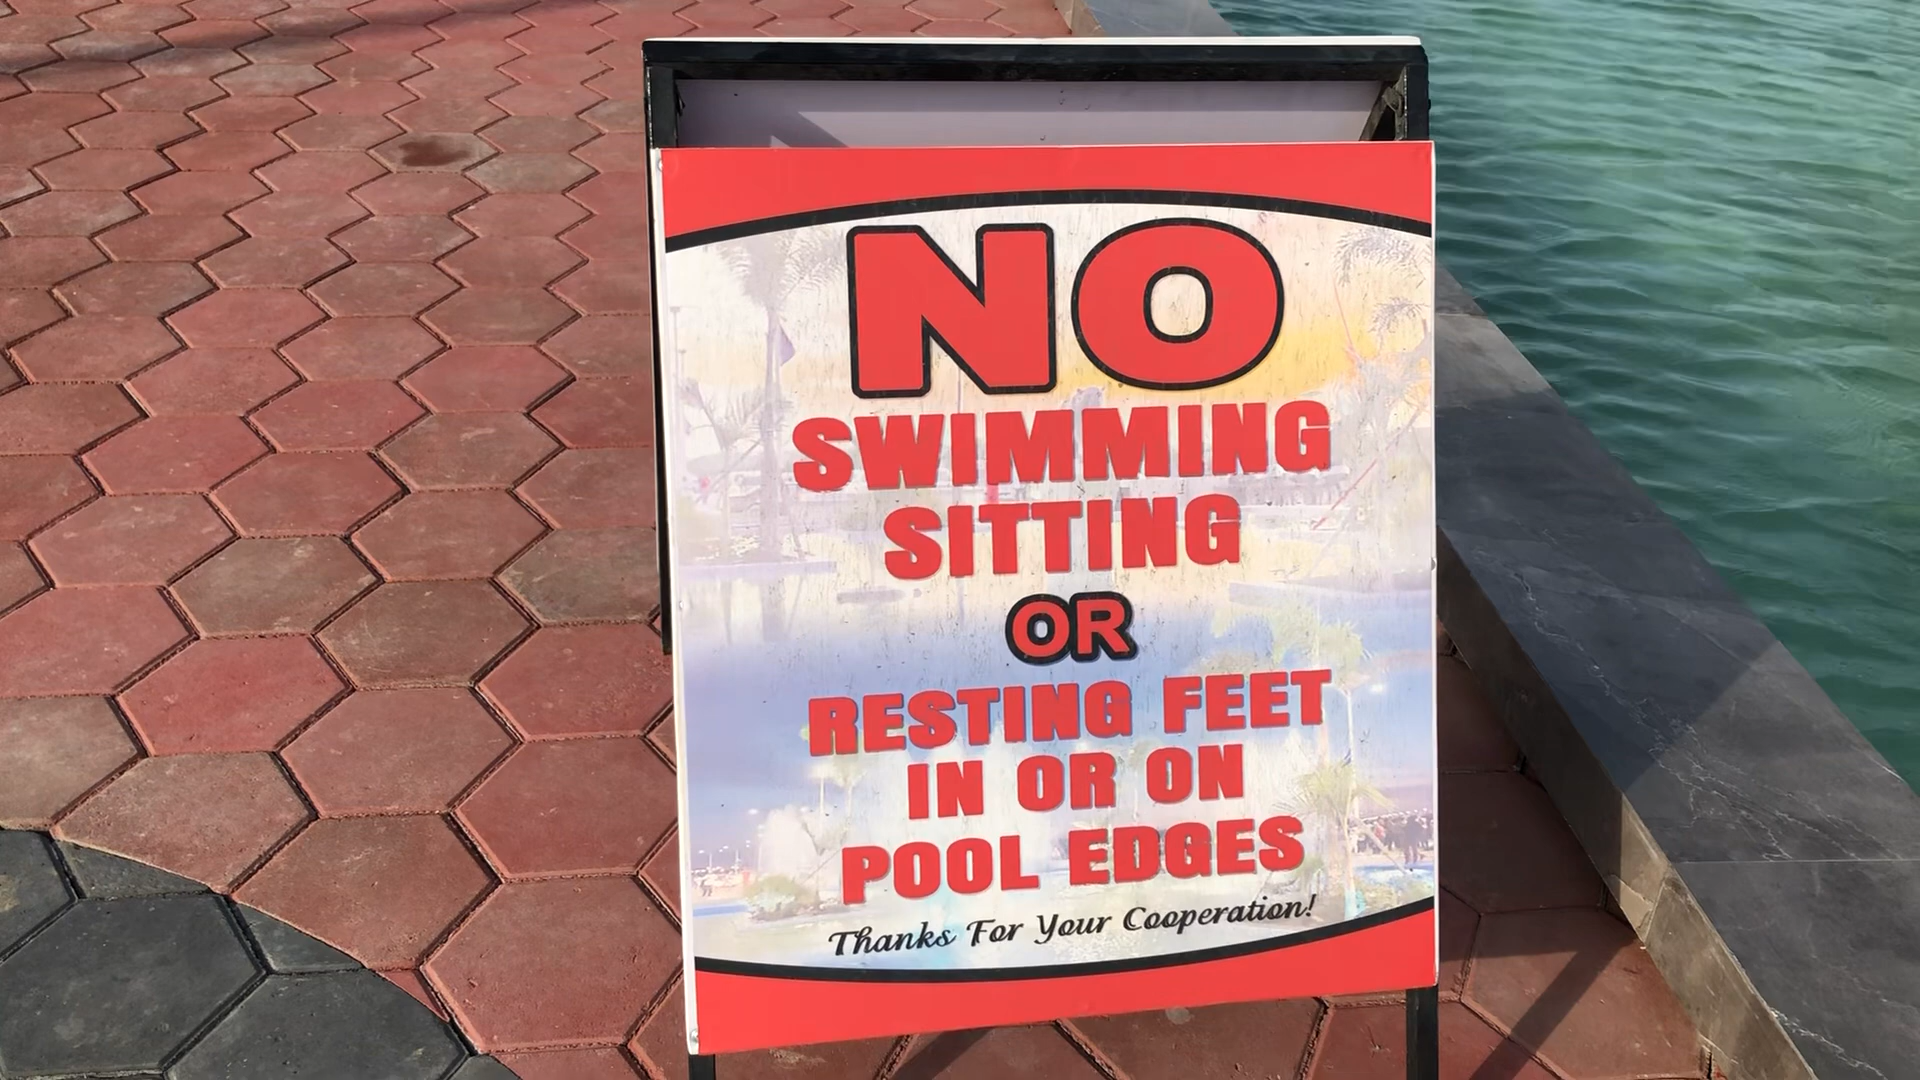 NO
SWIMMING
SITTING
OR
RESTING FEET
IN OR ON
POOL EDGES
Thanks For Your Cooperation!